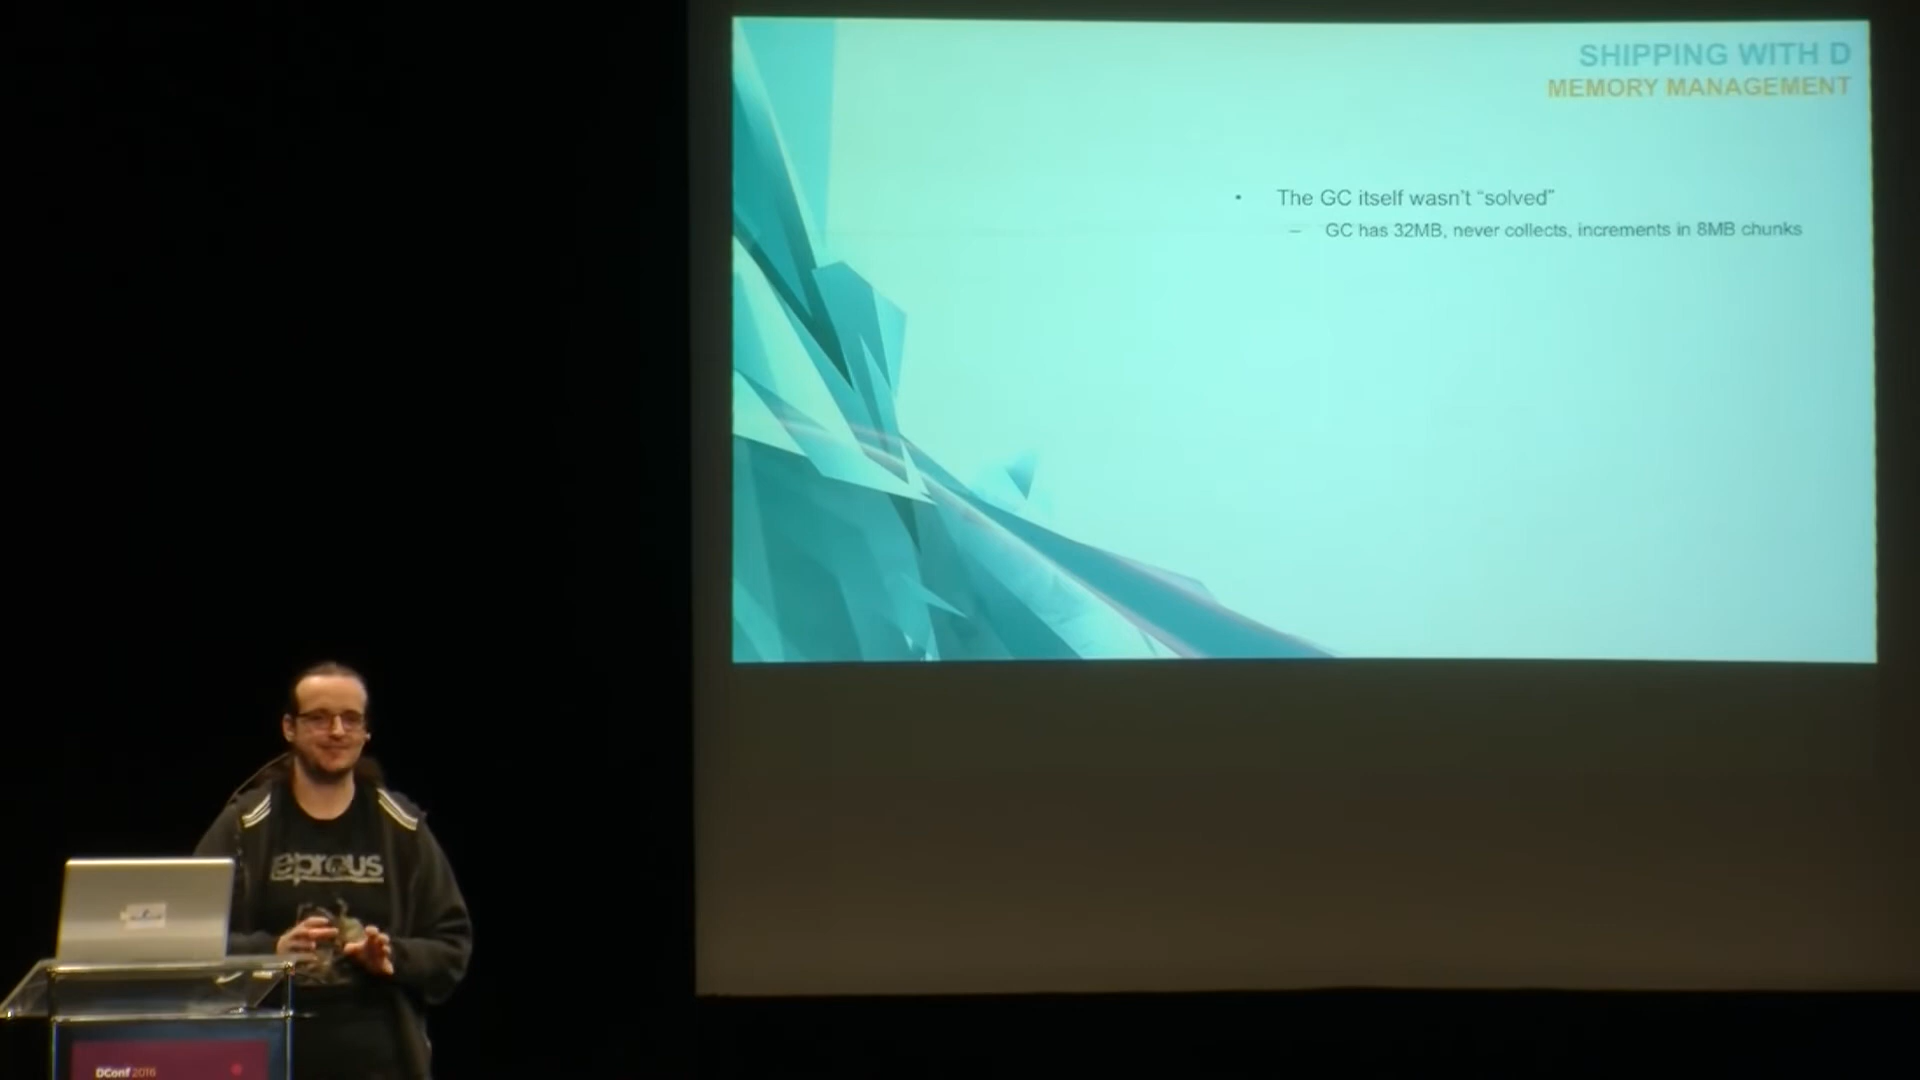 SHIPPING WITH D
MEMORY MANAGEMENT
• The GC itself wasn't “solved”
– GC has 32MB, never collects, increments in 8MB chunks
eprous
DConf 2016